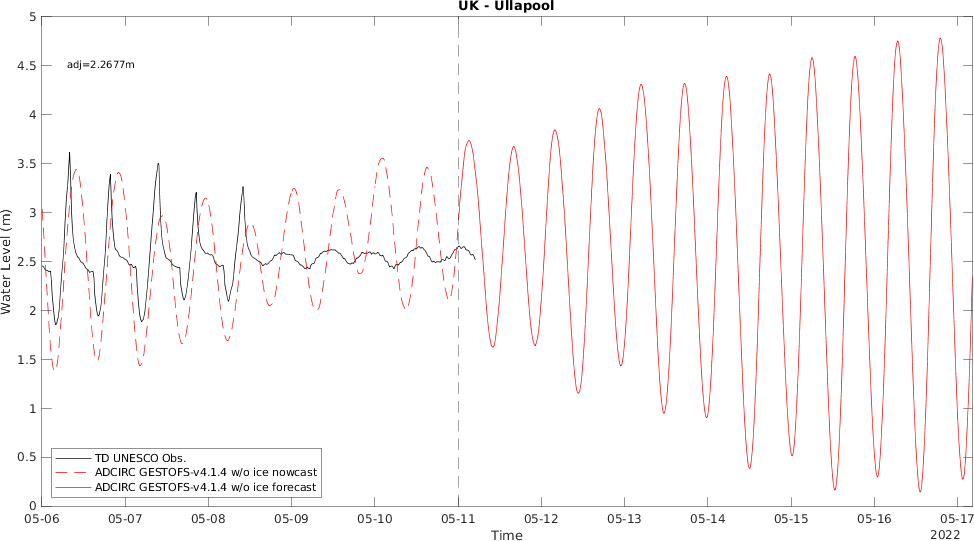 UK - Ullapool
5
4.5
4
3.5
3
2.5
2
1.5
1
0.5
0
Water Level (m)
adj=2.2677m
TD UNESCO Obs.
ADCIRC GESTOFS-v4.1.4 w/o ice nowcast
ADCIRC GESTOFS-v4.1.4 w/o ice forecast
05-06 05-07 05-08 05-09 05-10 05-11 05-12 05-13 05-14 05-15 05-16 05-17
Time
2022